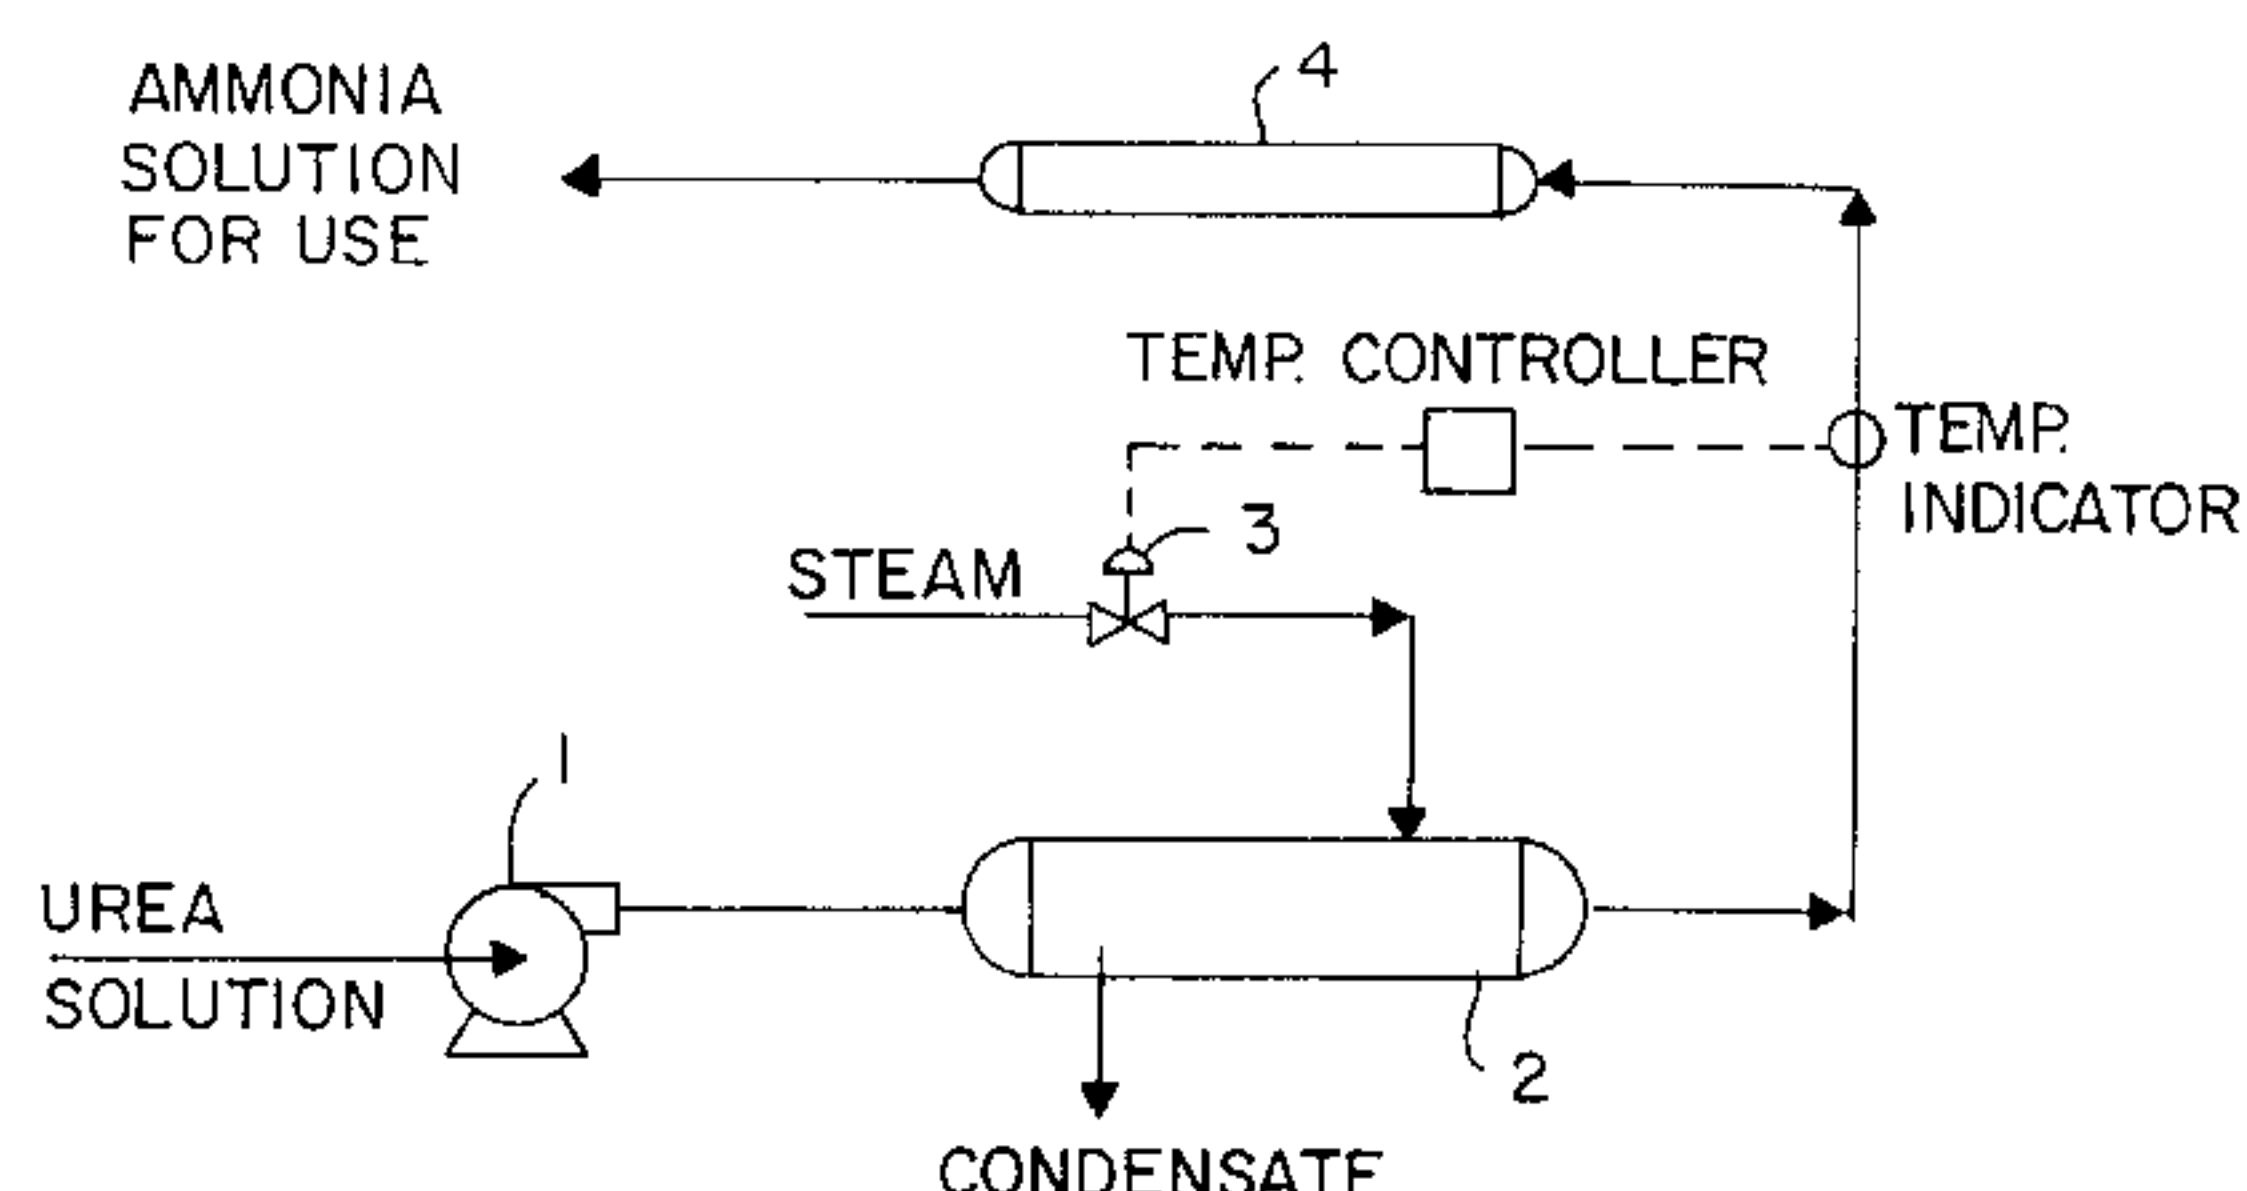 AMMONIA
SOLUTION
FOR USE
4
TEMP. CONTROLLER
TEMP.
INDICATOR
3
STEAM
1
UREA
SOLUTION
2
CONDENSATE